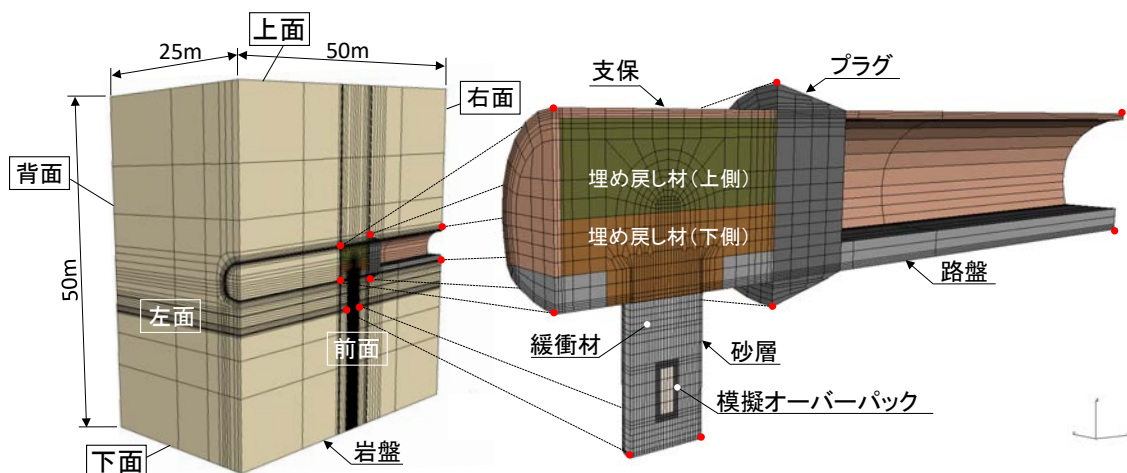 上面
25m
50m
右面
背面
50m
左面
前面
下面
岩盤
支保
プラグ
埋め戻し材(上側)
埋め戻し材(下側)
路盤
緩衝材
砂層
模擬オーバーパック